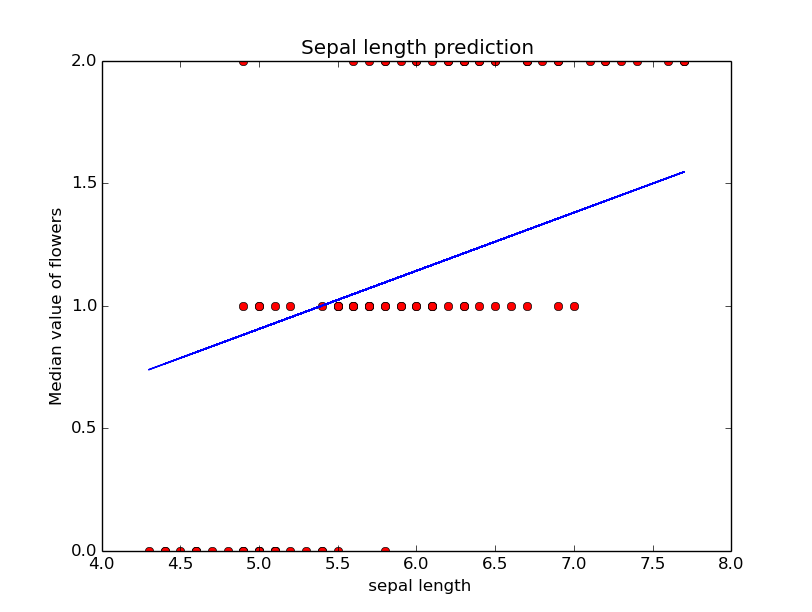 Sepal length prediction
2.0
1.5
1.0
0.5
0.0
Median value of flowers
4.0 4.5 5.0 5.5 6.0 6.5 7.0 7.5 8.0
sepal length